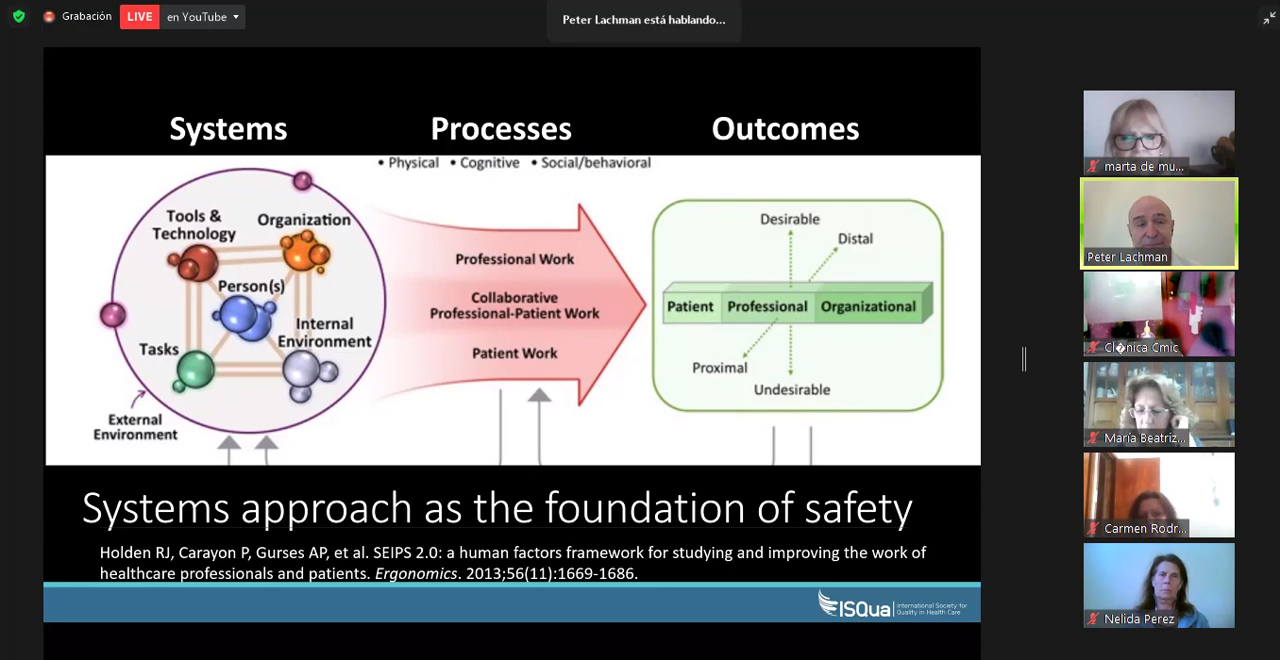 Grabación
LIVE
en YouTube
Peter Lachman está hablando...
Systems
Processes
Outcomes
• Physical • Cognitive • Social/behavioral
Tools &
Technology
Organization
Person(s)
Internal
Environment
Tasks
External
Environment
Professional Work
Collaborative
Professional-Patient Work
Patient Work
Desirable
Distal
Patient
Professional
Organizational
Proximal
Undesirable
Systems approach as the foundation of safety
Holden RJ, Carayon P, Gurses AP, et al. SEIPS 2.0: a human factors framework for studying and improving the work of
healthcare professionals and patients. Ergonomics. 2013;56(11):1669-1686.
ISQua
International Society
for Quality in Health Care
marta de mu...
Peter Lachman
Cl�onica Cmic
María Beatriz...
Carmen Rodr...
Nelida Perez